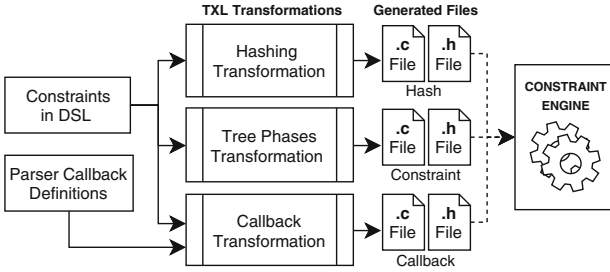 TXL Transformations
Generated Files
Hashing
Transformation
.c
File
.h
File
Hash
Constraints
in DSL
Tree Phases
Transformation
.c
File
.h
File
Constraint
CONSTRAINT
ENGINE
Parser Callback
Definitions
Callback
Transformation
.c
File
.h
File
Callback